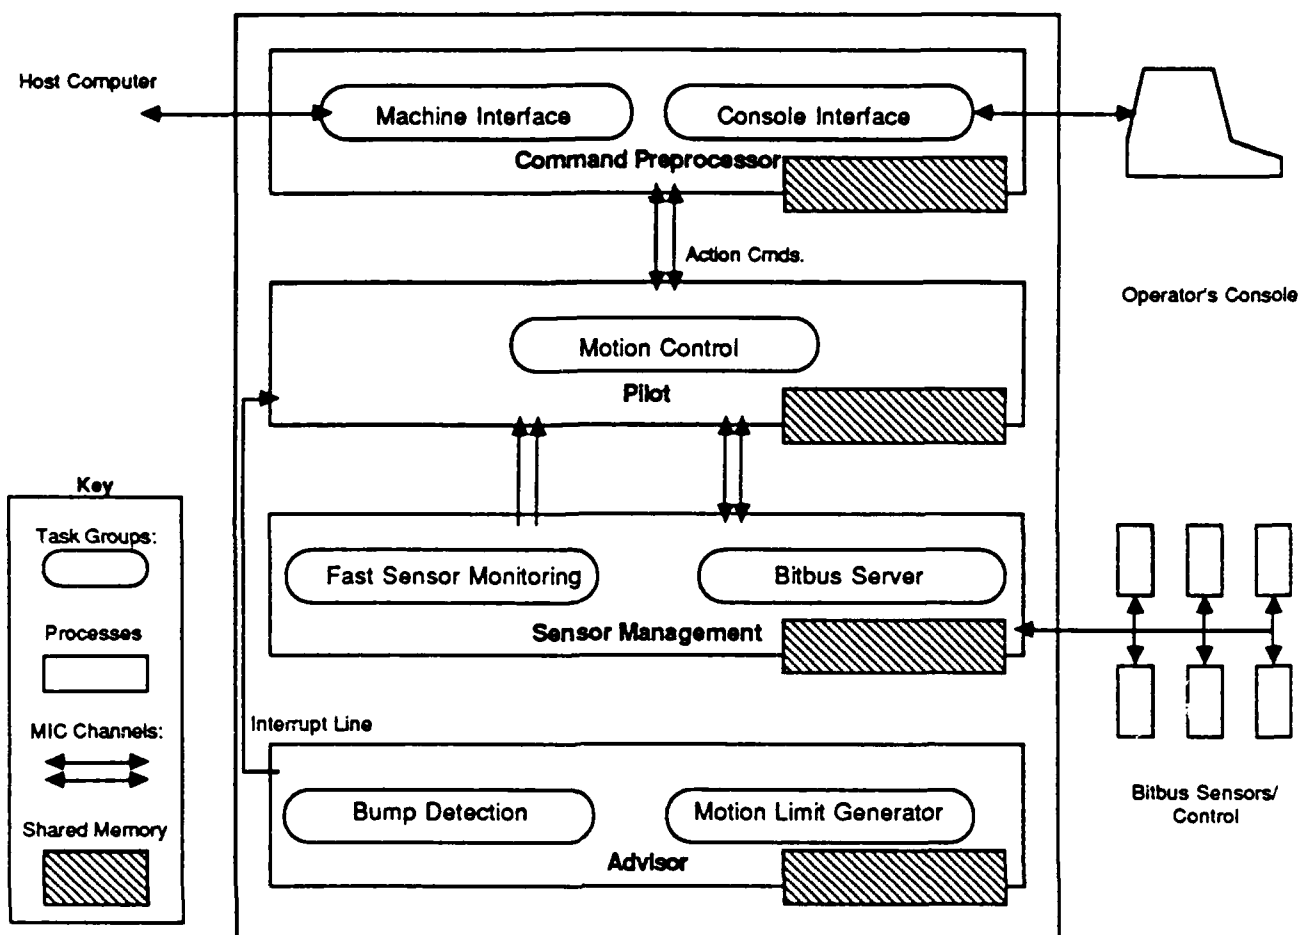 Host Computer
Machine Interface
Console Interface
Command Preprocessor
Action Cmds.
Operator's Console
Motion Control
Pilot
Key
Task Groups:
Processes
MIC Channels:
Shared Memory
Fast Sensor Monitoring
Bitbus Server
Sensor Management
Interrupt Line
Bump Detection
Motion Limit Generator
Advisor
Bitbus Sensors/
Control